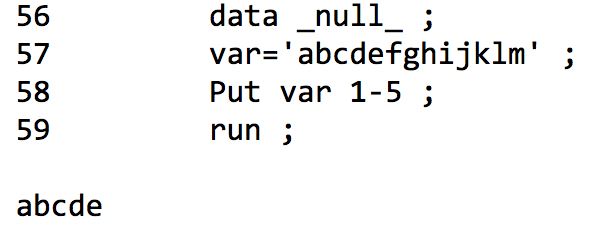 56 data _null_ ;
57 var='abcdefghijklm' ;
58 Put var 1-5 ;
59 run ;
abcde